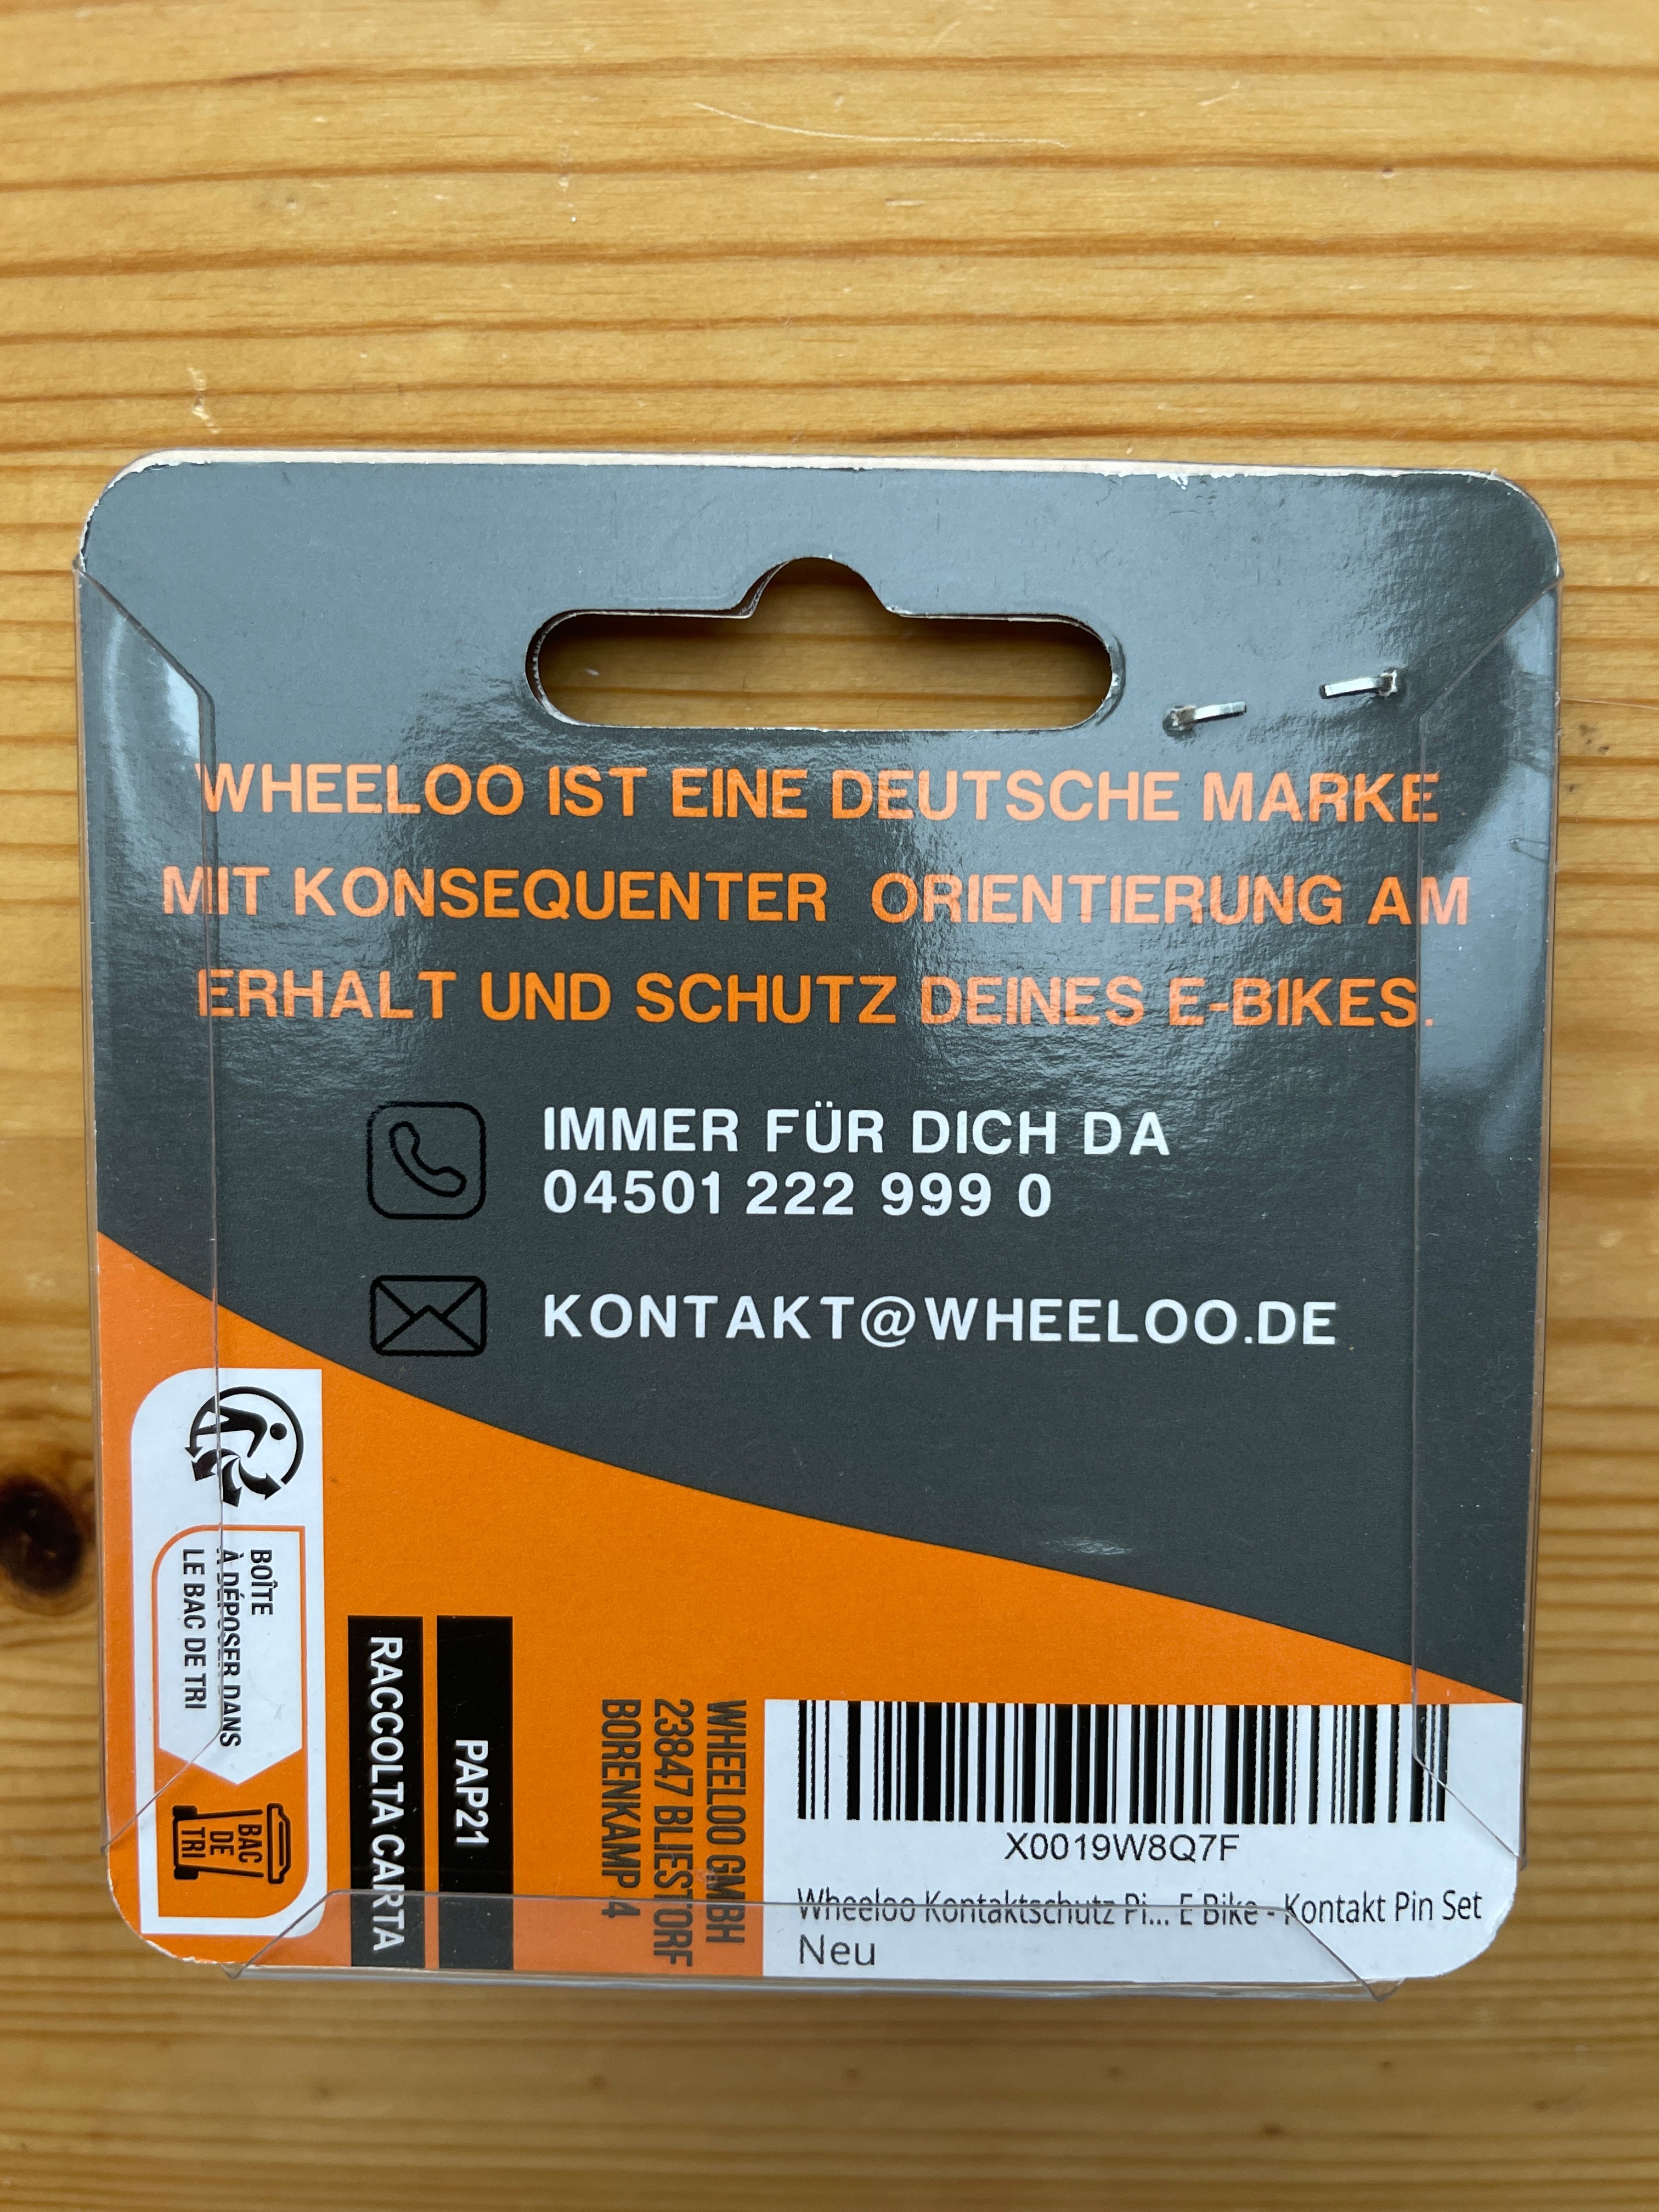 WHEELOO IST EINE DEUTSCHE MARKE
MIT KONSEQUENTER ORIENTIERUNG AM
ERHALT UND SCHUTZ DEINES E-BIKES.
IMMER FÜR DICH DA
04501 222 999 0
KONTAKT@WHEELOO.DE
BOÎTE
À DÉPOSER DANS
LE BAC DE TRI
BAC
DE
TRI
PAP21
RACCOLTA CARTA
WHEELOO GMBH
23847 BLIESTORF
BORENKAMP 4
X0019W8Q7F
Wheeloo Kontaktschutz Pi... E Bike - Kontakt Pin Set
Neu